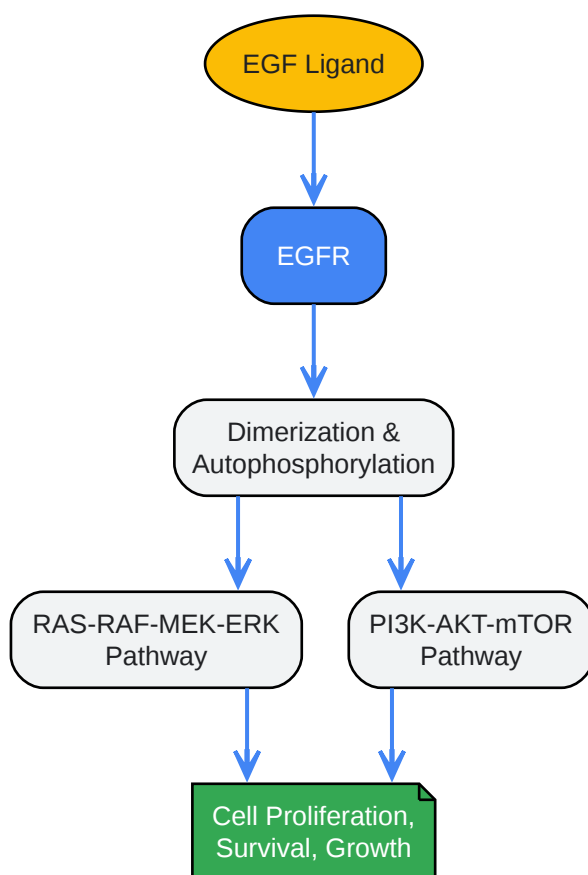 EGF Ligand
EGFR
Dimerization &
Autophosphorylation
RAS-RAF-MEK-ERK
Pathway
PI3K-AKT-mTOR
Pathway
Cell Proliferation,
Survival, Growth